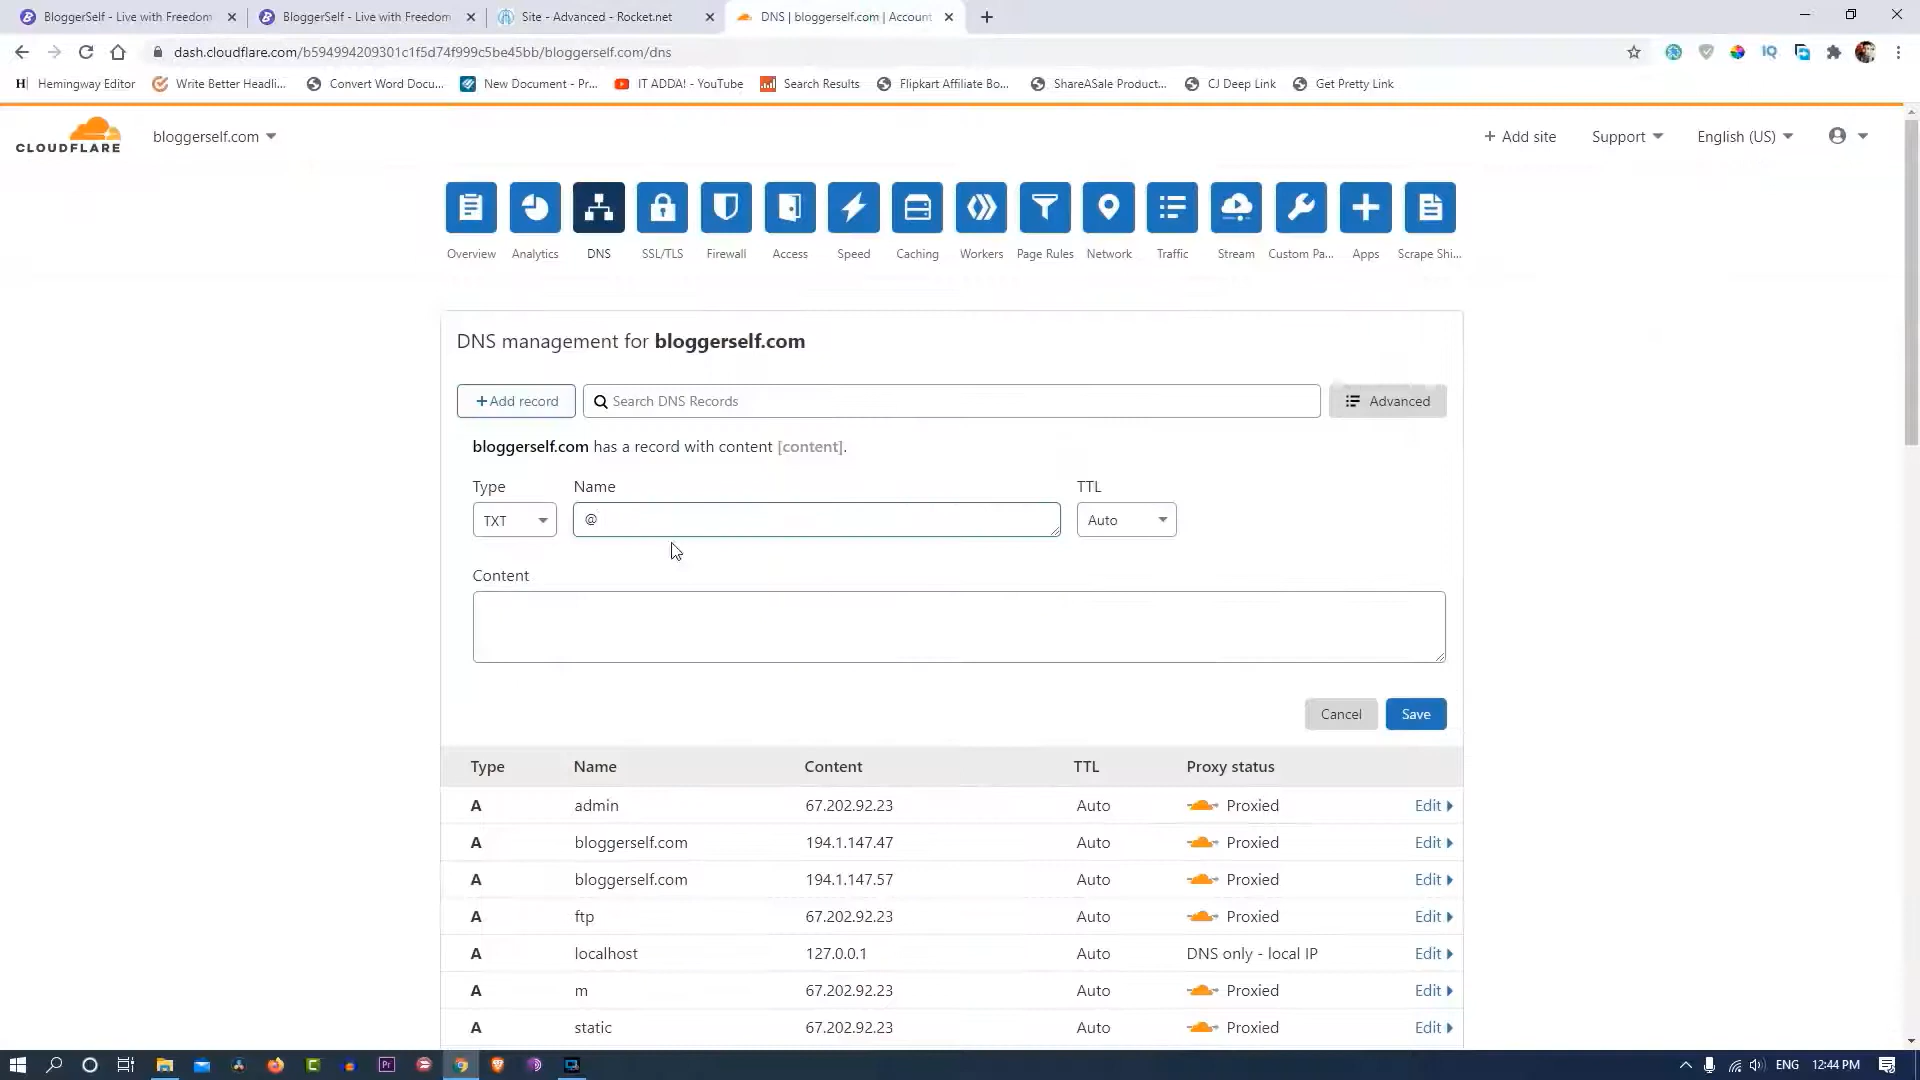 BloggerSelf - Live with Freedom
BloggerSelf - Live with Freedom
Site - Advanced - Rocket.net
DNS | bloggerself.com | Account
dash.cloudflare.com/b594994209301c1f5d74f999c5be45bb/bloggerself.com/dns
Hemingway Editor
Write Better Headli...
Convert Word Docu...
New Document - Pr...
IT ADDA! - YouTube
Search Results
Flipkart Affiliate Bo...
ShareASale Product...
CJ Deep Link
Get Pretty Link
CLOUDFLARE
bloggerself.com
+ Add site
Support
English (US)
Overview
Analytics
DNS
SSL/TLS
Firewall
Access
Speed
Caching
Workers
Page Rules
Network
Traffic
Stream
Custom Pa...
Apps
Scrape Shi...
DNS management for bloggerself.com
+ Add record
Search DNS Records
Advanced
bloggerself.com has a record with content [content].
Type Name TTL
TXT @ Auto
Content
Cancel Save
Type Name Content TTL Proxy status
A admin 67.202.92.23 Auto Proxied Edit
A bloggerself.com 194.1.147.47 Auto Proxied Edit
A bloggerself.com 194.1.147.57 Auto Proxied Edit
A ftp 67.202.92.23 Auto Proxied Edit
A localhost 127.0.0.1 Auto DNS only - local IP Edit
A m 67.202.92.23 Auto Proxied Edit
A static 67.202.92.23 Auto Proxied Edit
ENG 12:44 PM